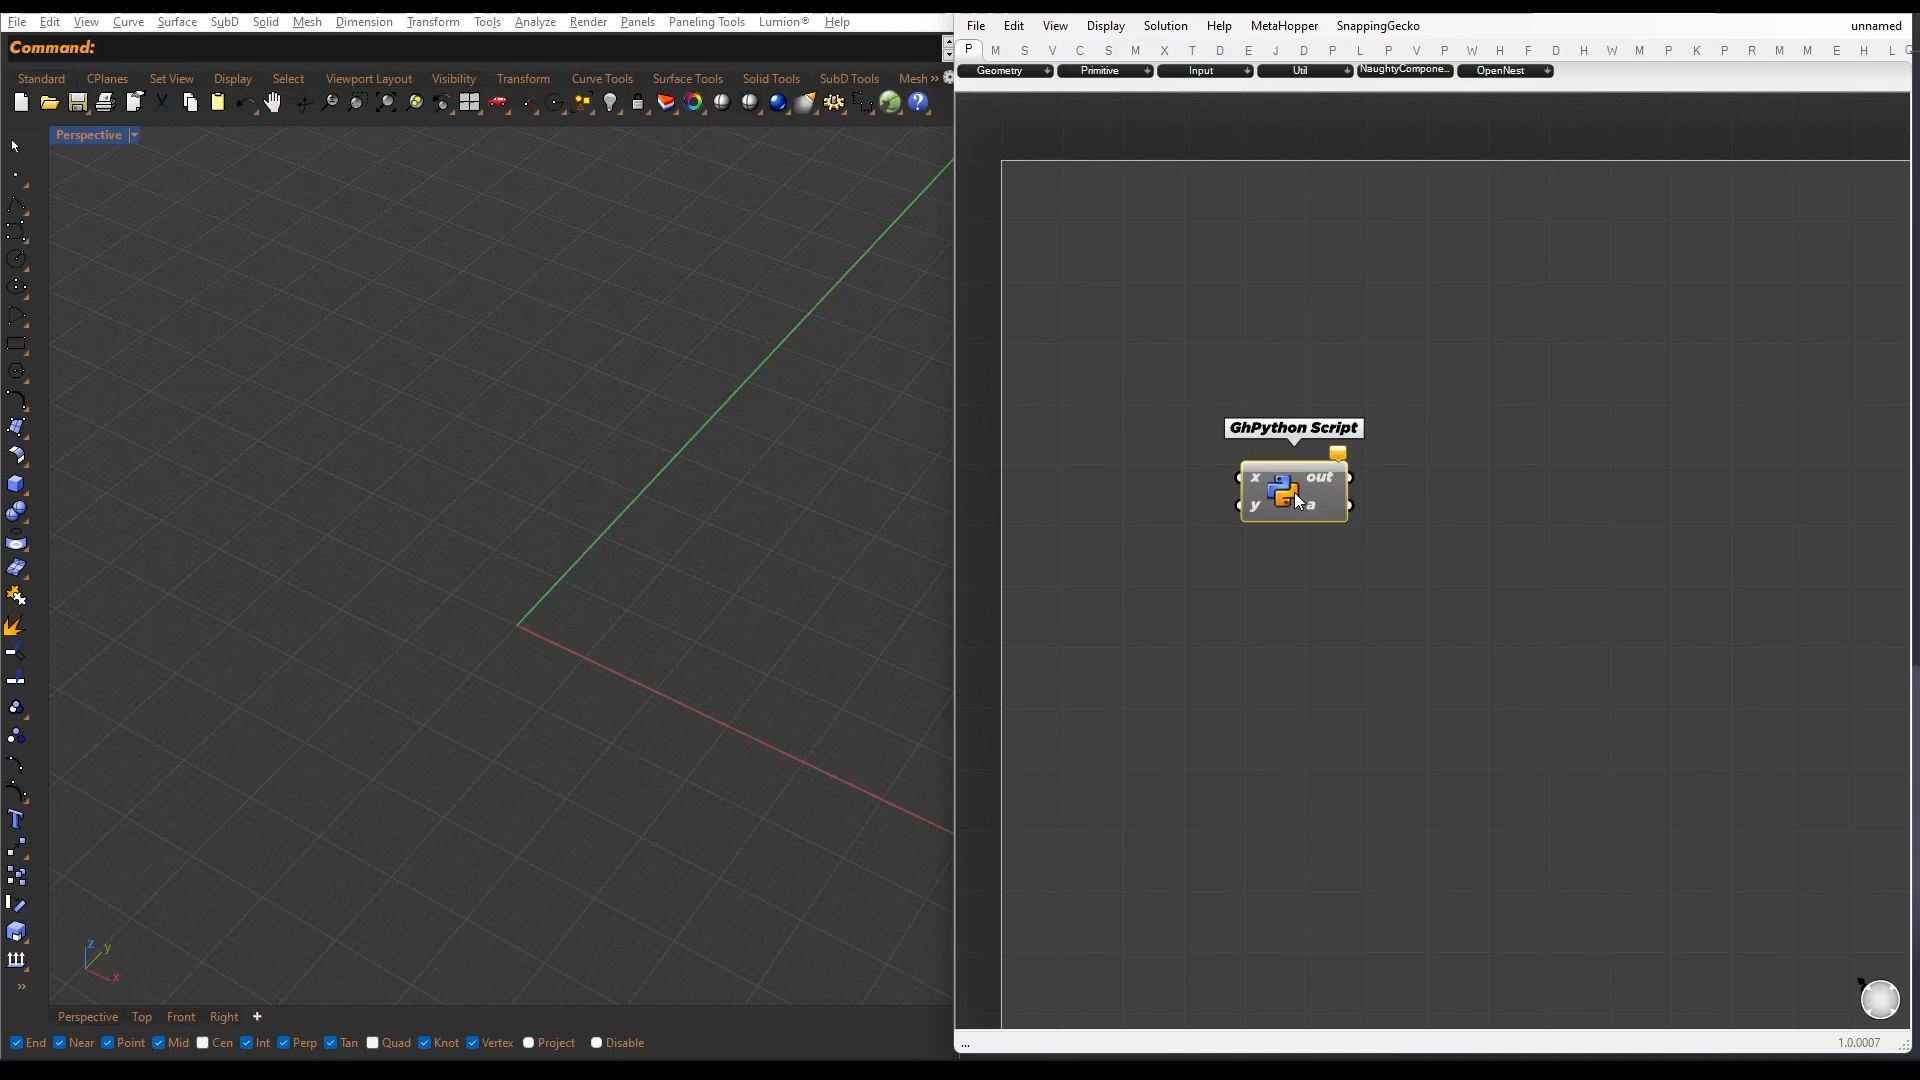 File Edit View Curve Surface SubD Solid Mesh Dimension Transform Tools Analyze Render Panels Paneling Tools Lumion® Help
Command:
Standard CPlanes Set View Display Select Viewport Layout Visibility Transform Curve Tools Surface Tools Solid Tools SubD Tools Mesh »
Perspective
z y
x
Perspective Top Front Right +
End Near Point Mid Cen Int Perp Tan Quad Knot Vertex Project Disable
File Edit View Display Solution Help MetaHopper SnappingGecko unnamed
P M S V C S M X T D E J D P L P V P W H F D H W M P R M M E H L
Geometry Primitive Input Util NaughtyCompone... OpenNest
GhPython Script
x out
y a
... 1.0.0007